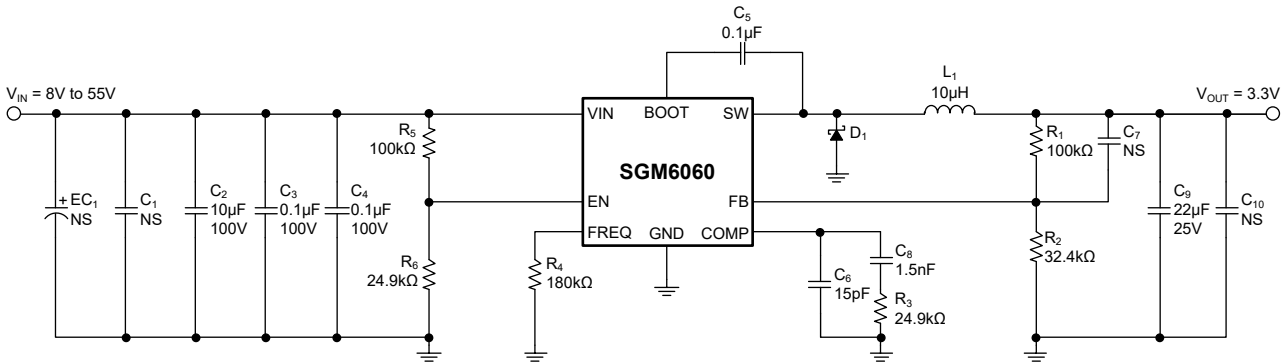 C5
0.1µF
VIN = 8V to 55V
L1
10µH
VOUT = 3.3V
VIN
BOOT
SW
R5
100kΩ
D1
R1
100kΩ
C7
NS
SGM6060
+ EC1
NS
C1
NS
C2
10µF
100V
C3
0.1µF
100V
C4
0.1µF
100V
EN
FB
C9
22µF
25V
C10
NS
FREQ
GND
COMP
R6
24.9kΩ
R4
180kΩ
C6
15pF
C8
1.5nF
R3
24.9kΩ
R2
32.4kΩ